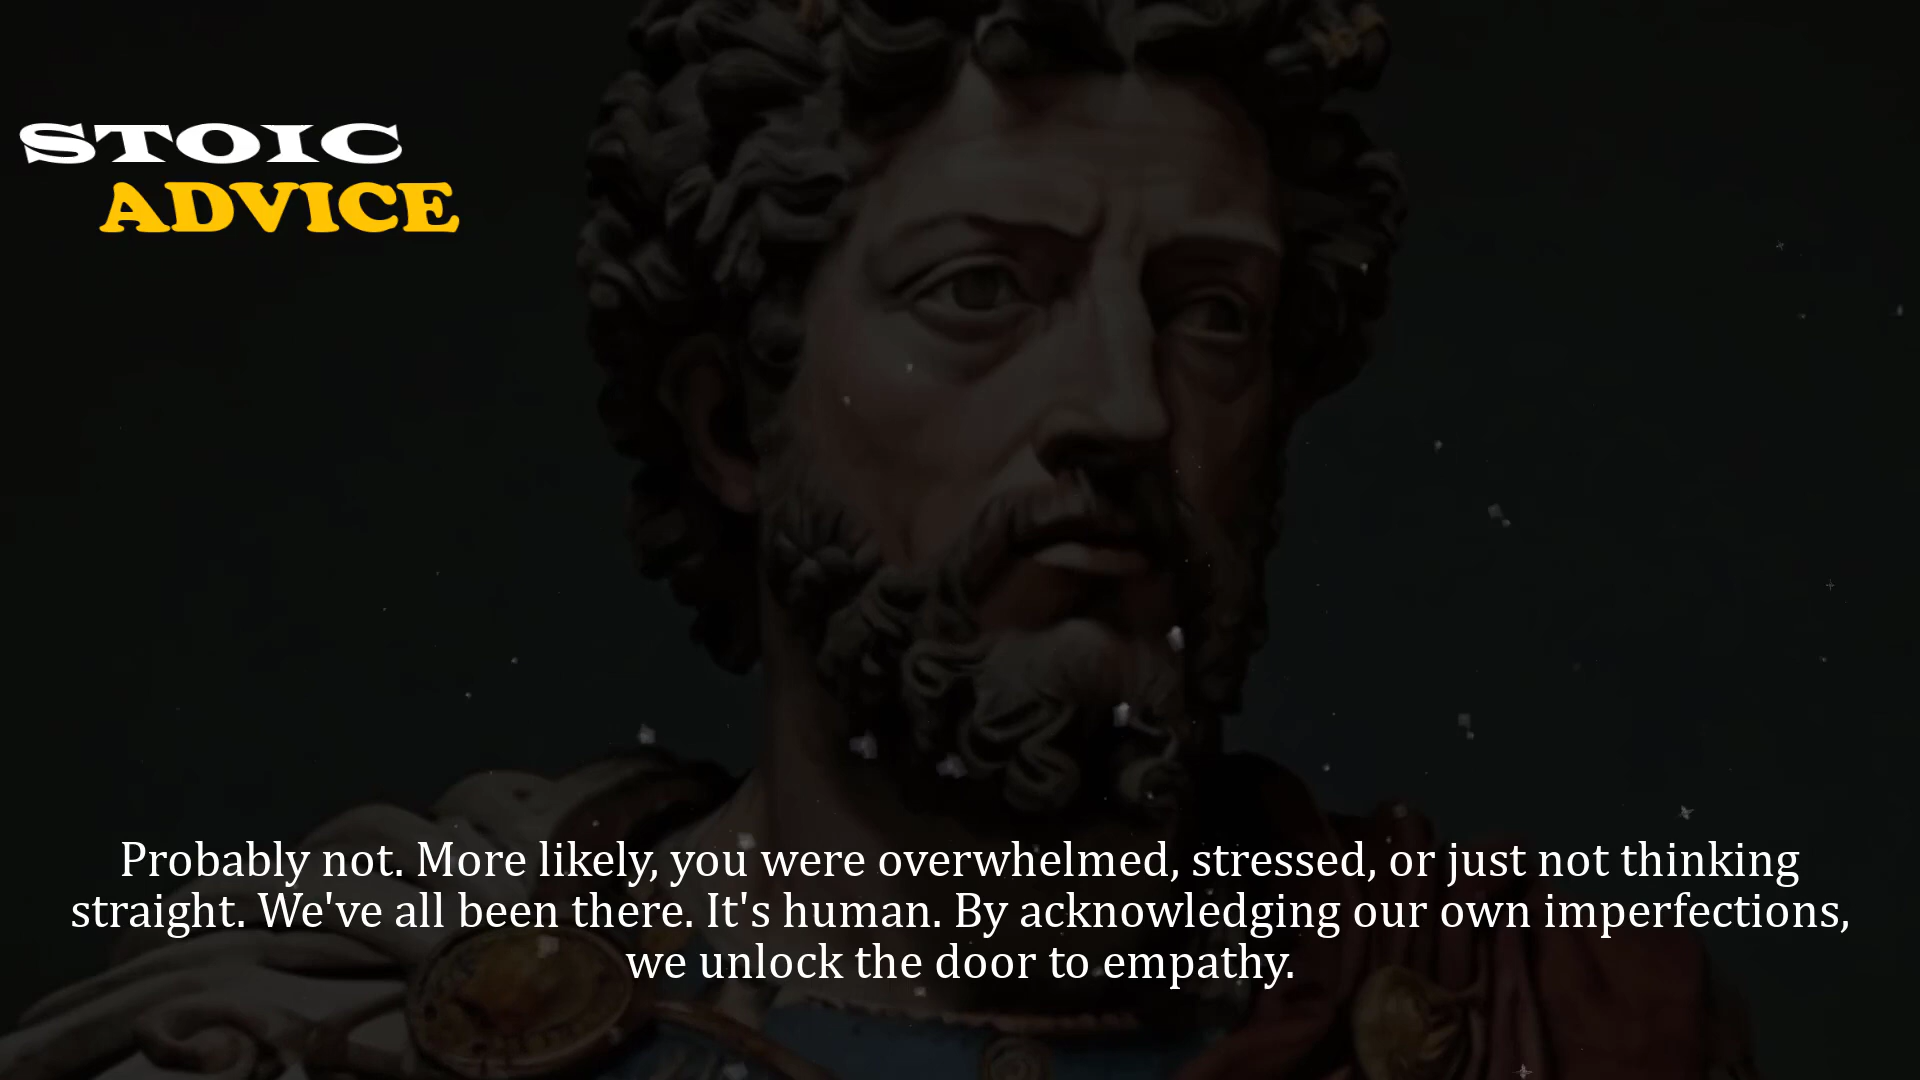 STOIC
ADVICE
Probably not. More likely, you were overwhelmed, stressed, or just not thinking
straight. We've all been there. It's human. By acknowledging our own imperfections,
we unlock the door to empathy.